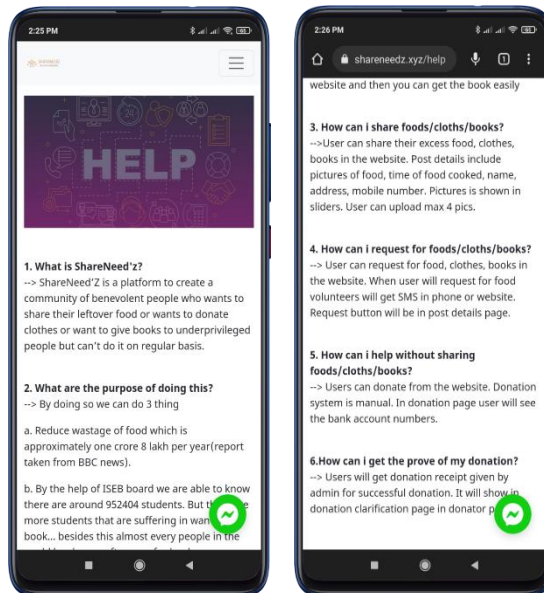 2:25 PM
HELP
1. What is ShareNeed'z?
--> ShareNeed'Z is a platform to create a
community of benevolent people who wants to
share their leftover food or wants to donate
clothes or want to give books to underprivileged
people but can't do it on regular basis.
2. What are the purpose of doing this?
--> By doing so we can do 3 thing
a. Reduce wastage of food which is
approximately one crore 8 lakh per year(report
taken from BBC news).
b. By the help of ISEB board we are able to know
there are around 952404 students. But
more students that are suffering in
book... besides this almost every people in the
2:26 PM
shareneedz.xyz/help
1
website and then you can get the book easily
3. How can i share foods/cloths/books?
-->User can share their excess food, clothes,
books in the website. Post details include
pictures of food, time of food cooked, name,
address, mobile number. Pictures is shown in
sliders. User can upload max 4 pics.
4. How can i request for foods/cloths/books?
--> User can request for food, clothes, books in
the website. When user will request for food
volunteers will get SMS in phone or website.
Request button will be in post details page.
5. How can i help without sharing
foods/cloths/books?
--> Users can donate from the website. Donation
system is manual. In donation page user will see
the bank account numbers.
6.How can i get the prove of my donation?
--> Users will get donation receipt given by
admin for successful donation. It will show in
donation clarification page in donator